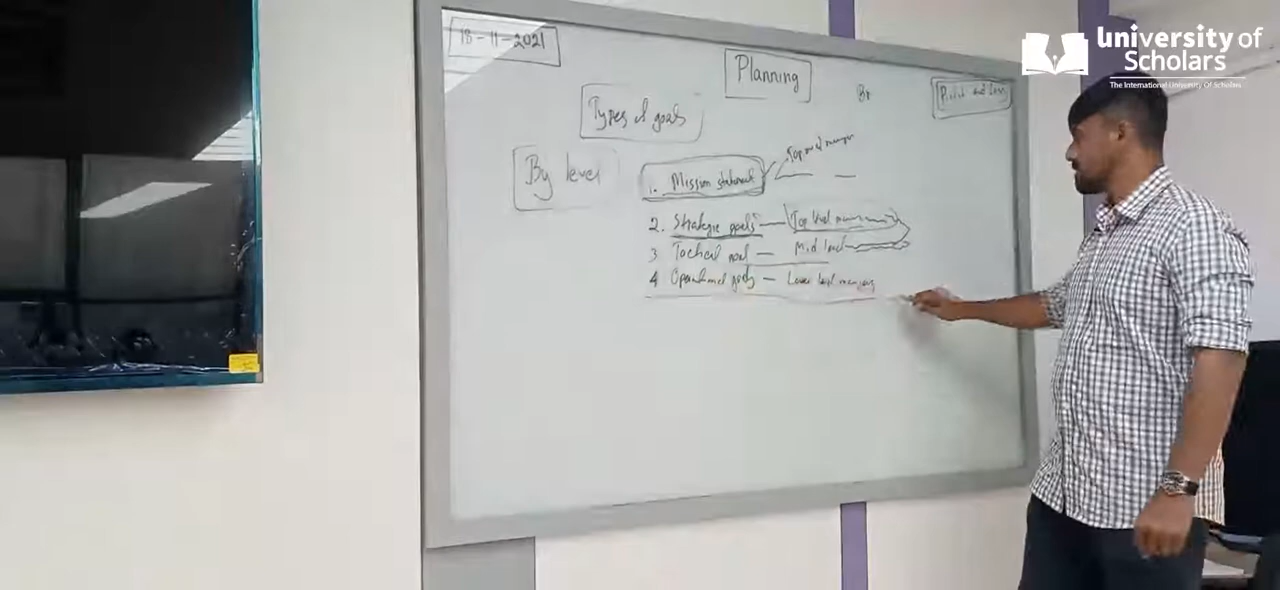 University of
Scholars
The International University Of Scholars
18-11-2021
Planning
Types of goals
By level
1. Mission statement
Top level manager
2. Strategic goals — Top level
3 Tactical goal — Mid level
4 Operational goals — Lower level managers